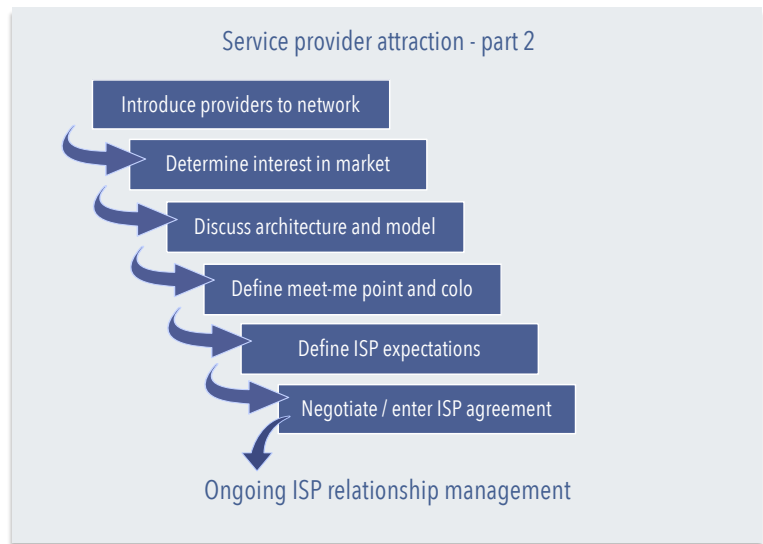 Service provider attraction - part 2
Introduce providers to network
Determine interest in market
Discuss architecture and model
Define meet-me point and colo
Define ISP expectations
Negotiate / enter ISP agreement
Ongoing ISP relationship management